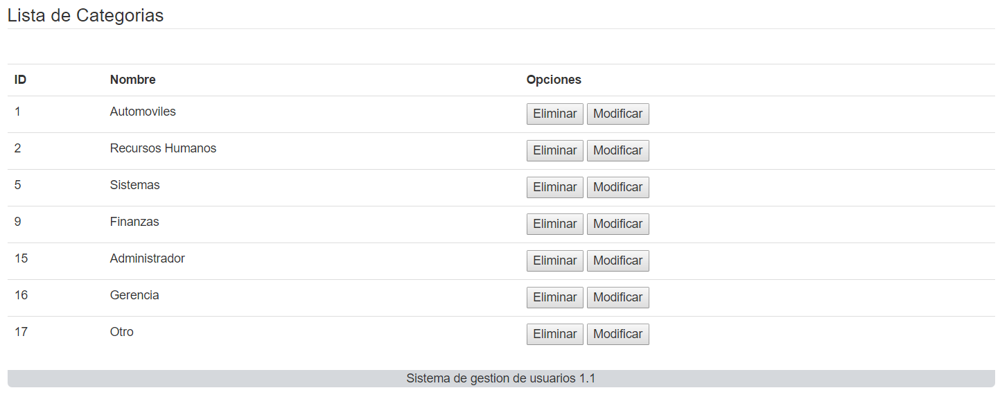 Lista de Categorias
ID Nombre Opciones
1 Automoviles Eliminar Modificar
2 Recursos Humanos Eliminar Modificar
5 Sistemas Eliminar Modificar
9 Finanzas Eliminar Modificar
15 Administrador Eliminar Modificar
16 Gerencia Eliminar Modificar
17 Otro Eliminar Modificar
Sistema de gestion de usuarios 1.1